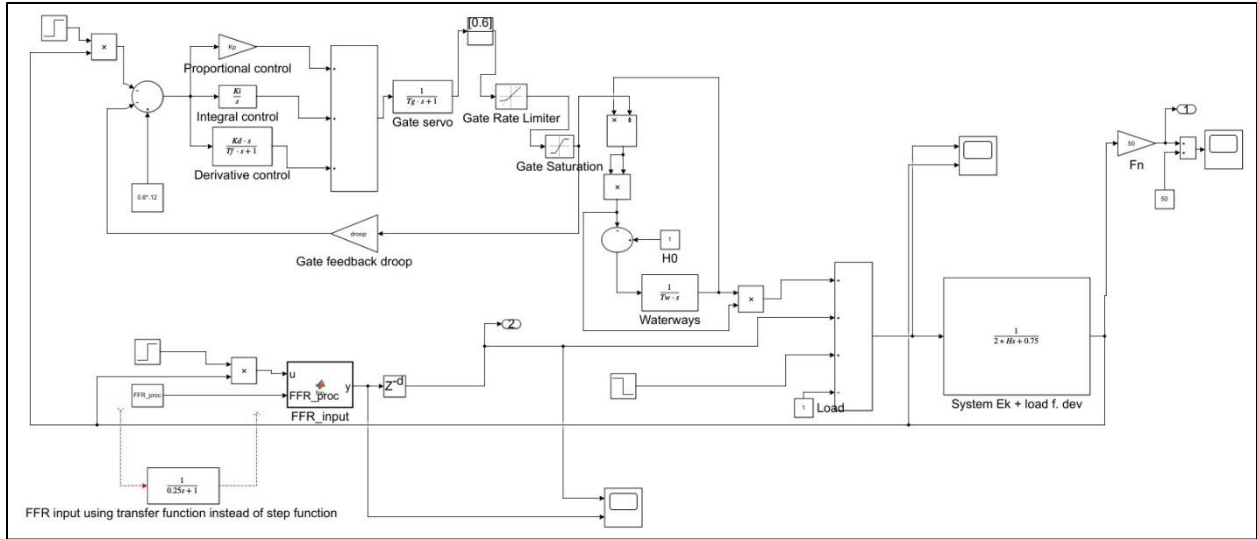 [0.6]
×
Kp
Proportional control
Ki
s
Integral control
Kd · s
Tf · s + 1
Derivative control
1
Tg · s + 1
Gate servo
Gate Rate Limiter
Gate Saturation
×
÷
×
0.6*.12
droop
Gate feedback droop
1
H0
1
Tw · s
Waterways
×
50
Fn
1
50
2
×
FFR_proc
u
FFR_proc
y
FFR_input
Z-d
1
Load
1
2 * Hs + 0.75
System Ek + load f. dev
1
0.25s + 1
FFR input using transfer function instead of step function